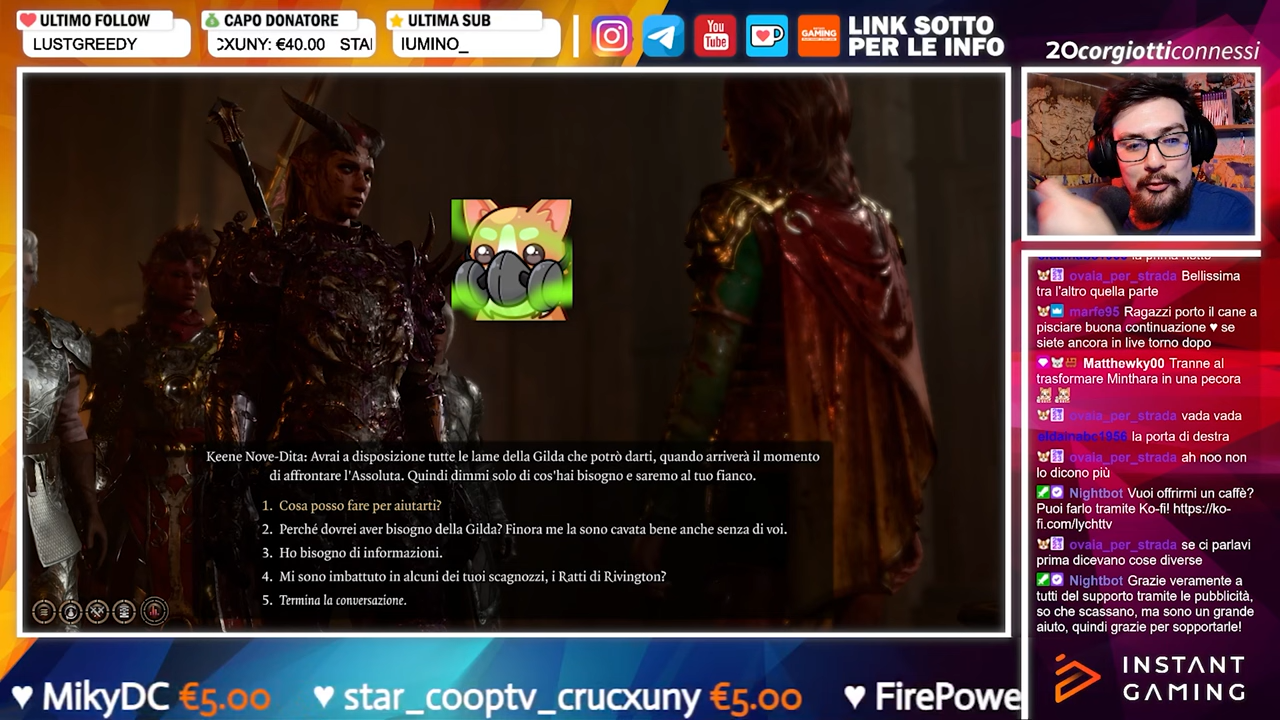 ULTIMO FOLLOW
LUSTGREEDY
CAPO DONATORE
CXUNY: €40.00 STA
ULTIMA SUB
IUMINO_
You
Tube
GAMING
LINK SOTTO
PER LE INFO
20corgiotticonnessi
Keene Nove-Dita: Avrai a disposizione tutte le lame della Gilda che potrò darti, quando arriverà il momento
di affrontare l'Assoluta. Quindi dimmi solo di cos'hai bisogno e saremo al tuo fianco.
1. Cosa posso fare per aiutarti?
2. Perché dovrei aver bisogno della Gilda? Finora me la sono cavata bene anche senza di voi.
3. Ho bisogno di informazioni.
4. Mi sono imbattuto in alcuni dei tuoi scagnozzi, i Ratti di Rivington?
5. Termina la conversazione.
ovaia_per_strada Bellissima
tra l'altro quella parte
marfe95 Ragazzi porto il cane a
pisciare buona continuazione ♥ se
siete ancora in live torno dopo
Matthewky00 Tranne al
trasformare Minthara in una pecora
ovaia_per_strada vada vada
la porta di destra
ovaia_per_strada ah noo non
lo dicono più
Nightbot Vuoi offrirmi un caffè?
Puoi farlo tramite Ko-fi! https://ko-
fi.com/lychttv
ovaia_per_strada se ci parlavi
prima dicevano cose diverse
Nightbot Grazie veramente a
tutti del supporto tramite le pubblicità,
so che scassano, ma sono un grande
aiuto, quindi grazie per sopportarle!
INSTANT
GAMING
♥ MikyDC €5.00 ♥ star_cooptv_crucxuny €5.00 ♥ FirePowe